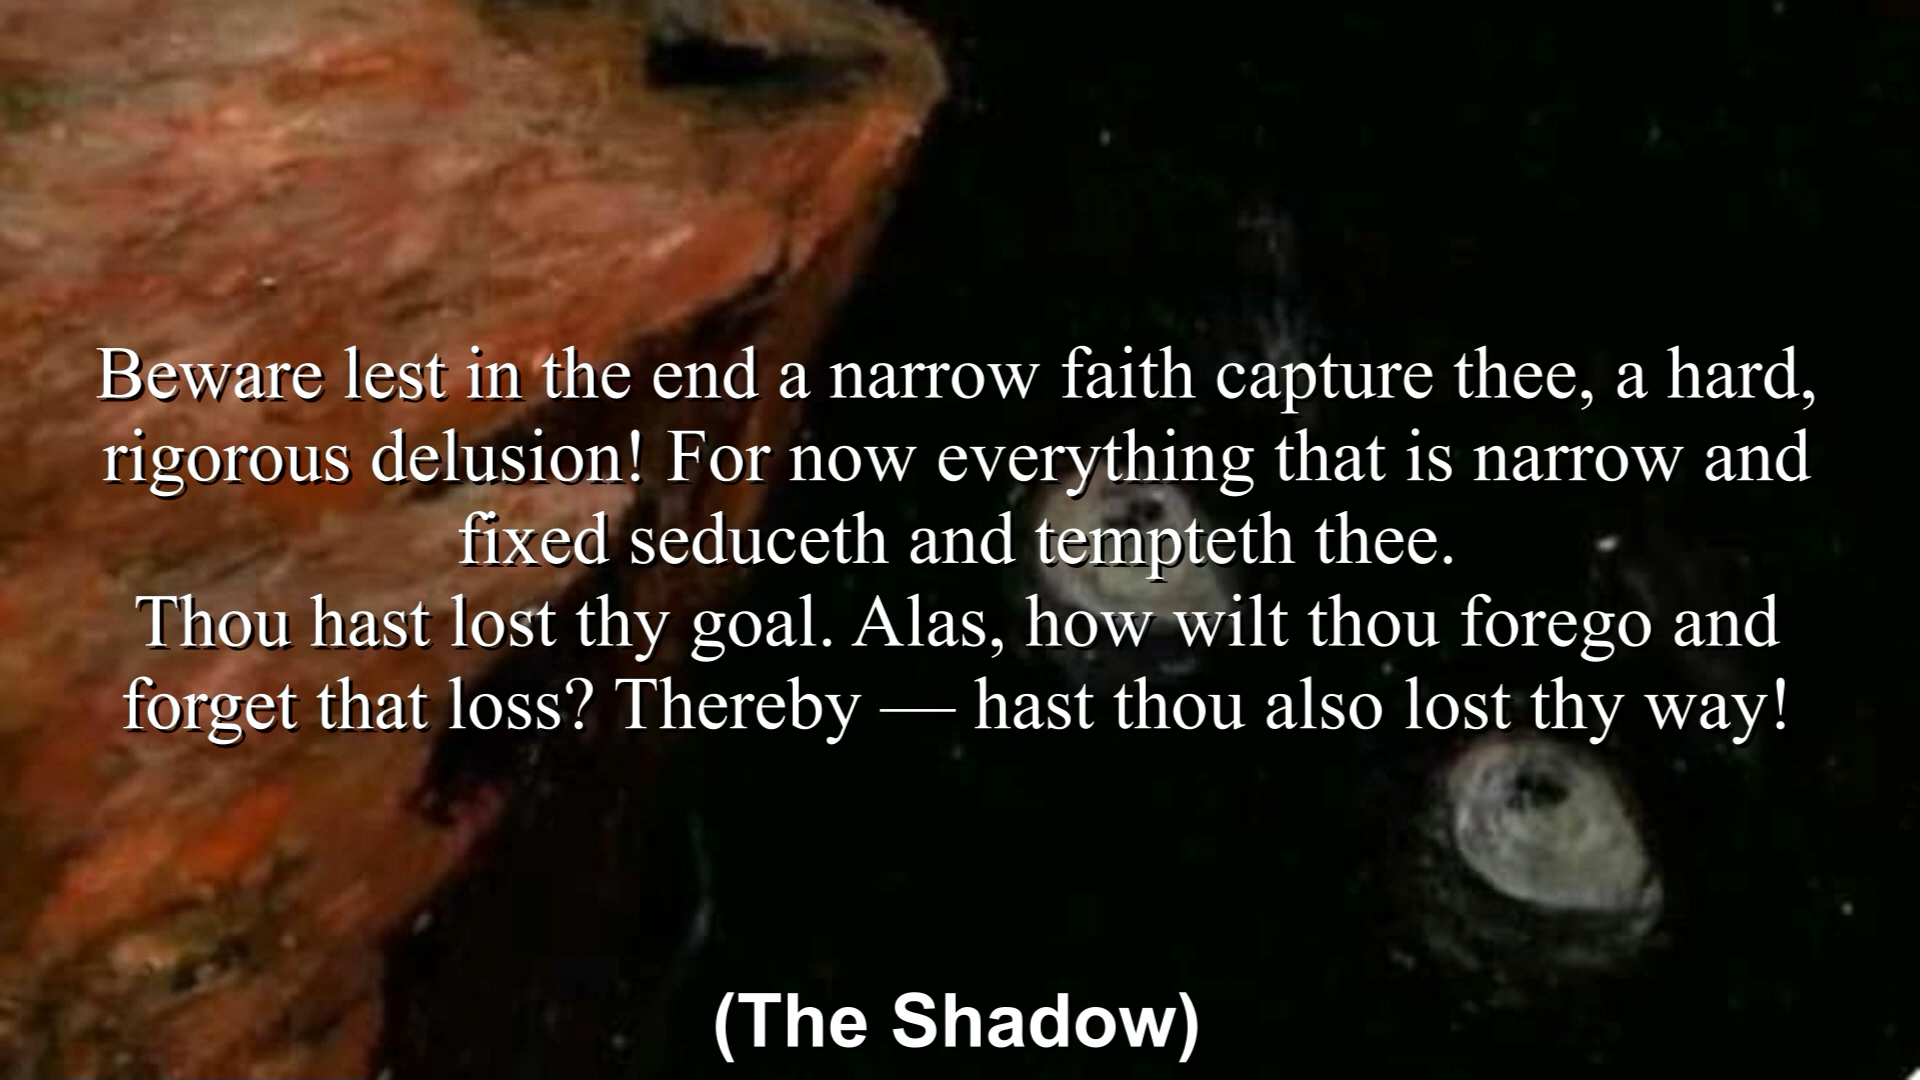 Beware lest in the end a narrow faith capture thee, a hard,
rigorous delusion! For now everything that is narrow and
fixed seduceth and tempteth thee.
Thou hast lost thy goal. Alas, how wilt thou forego and
forget that loss? Thereby — hast thou also lost thy way!
(The Shadow)